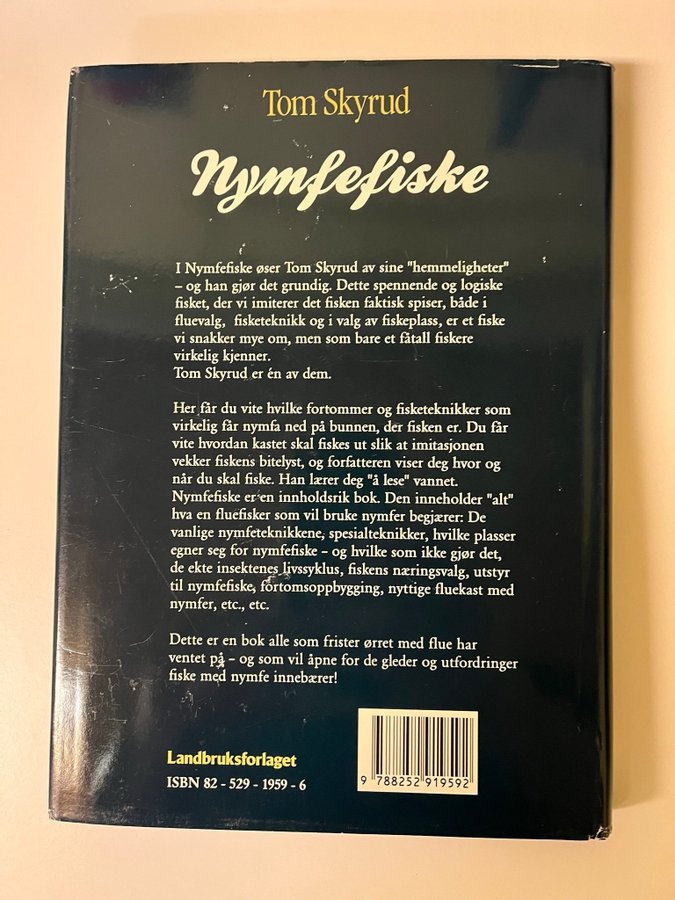 Tom Skyrud
Nymfefiske
I Nymfefiske øser Tom Skyrud av sine "hemmeligheter"
– og han gjør det grundig. Dette spennende og logiske
fisket, der vi imiterer det fisken faktisk spiser, både i
fluevalg, fisketeknikk og i valg av fiskeplass, er et fiske
vi snakker mye om, men som bare et fåtall fiskere
virkelig kjenner.
Tom Skyrud er én av dem.
Her får du vite hvilke fortommer og fisketeknikker som
virkelig får nymfa ned på bunnen, der fisken er. Du får
vite hvordan kastet skal fiskes ut slik at imitasjonen
vekker fiskens bitelyst, og forfatteren viser deg hvor og
når du skal fiske. Han lærer deg "å lese" vannet.
Nymfefiske er en innholdsrik bok. Den inneholder "alt"
hva en fluefisker som vil bruke nymfer begjærer: De
vanlige nymfeteknikkene, spesialteknikker, hvilke plasser
egner seg for nymfefiske – og hvilke som ikke gjør det,
de ekte insektenes livssyklus, fiskens næringsvalg, utstyr
til nymfefiske, fortomsoppbygging, nyttige fluekast med
nymfer, etc., etc.
Dette er en bok alle som frister ørret med flue har
ventet på – og som vil åpne for de gleder og utfordringer
fiske med nymfe innebærer!
Landbruksforlaget
ISBN 82 - 529 - 1959 - 6
9 788252 919592